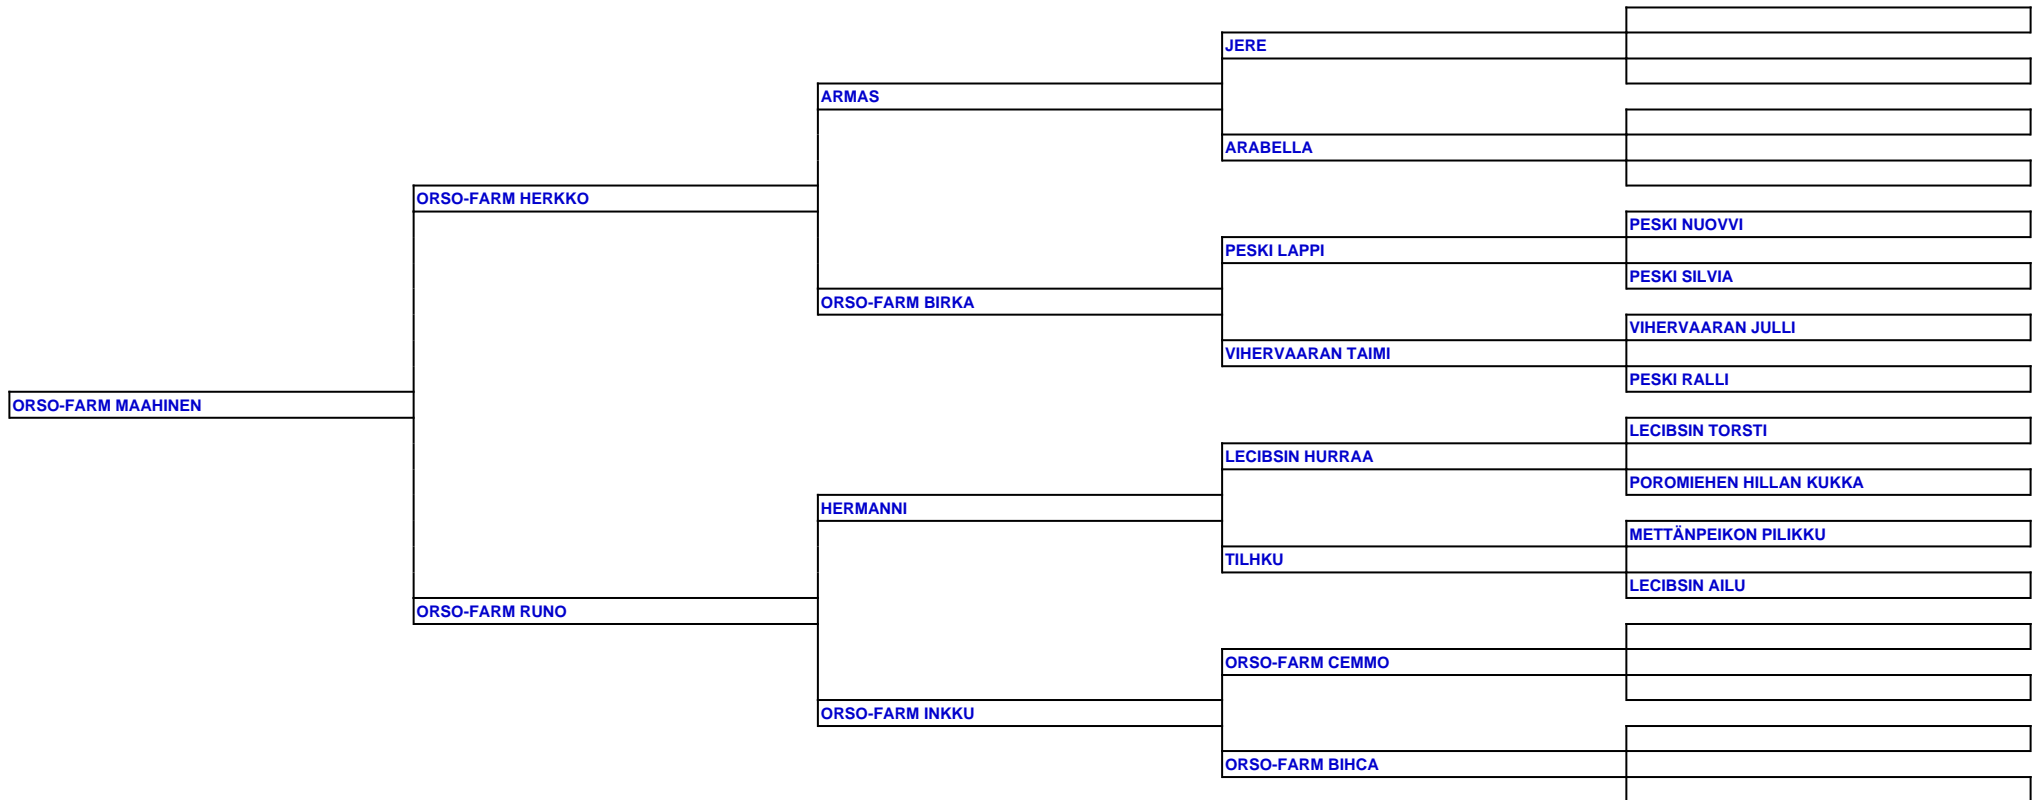 JERE
ARMAS
ARABELLA
ORSO-FARM HERKKO
PESKI NUOVVI
PESKI LAPPI
PESKI SILVIA
ORSO-FARM BIRKA
VIHERVAARAN JULLI
VIHERVAARAN TAIMI
PESKI RALLI
ORSO-FARM MAAHINEN
LECIBSIN TORSTI
LECIBSIN HURRAA
POROMIEHEN HILLAN KUKKA
HERMANNI
METTÄNPEIKON PILIKKU
TILHKU
LECIBSIN AILU
ORSO-FARM RUNO
ORSO-FARM CEMMO
ORSO-FARM INKKU
ORSO-FARM BIHCA